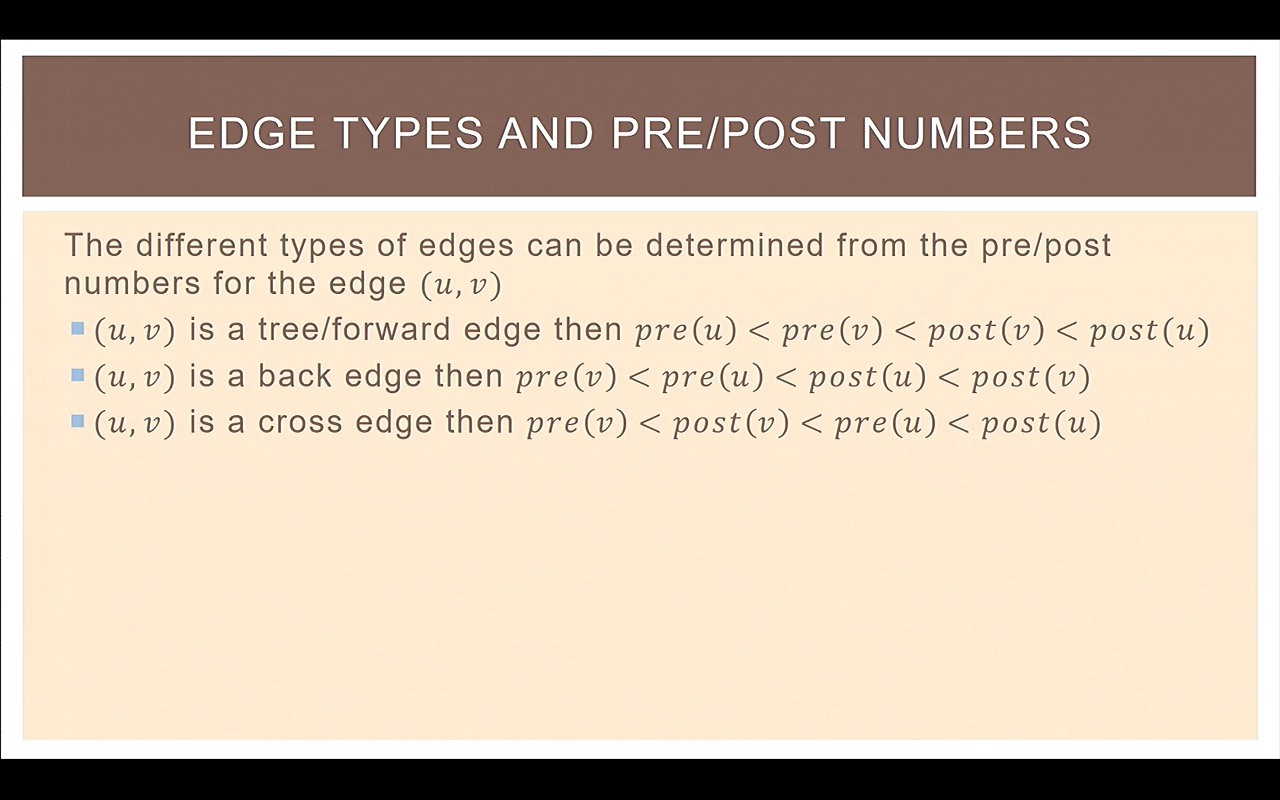 EDGE TYPES AND PRE/POST NUMBERS
The different types of edges can be determined from the pre/post
numbers for the edge (u, v)
(u, v) is a tree/forward edge then pre(u) < pre(v) < post(v) < post(u)
(u, v) is a back edge then pre(v) < pre(u) < post(u) < post(v)
(u, v) is a cross edge then pre(v) < post(v) < pre(u) < post(u)